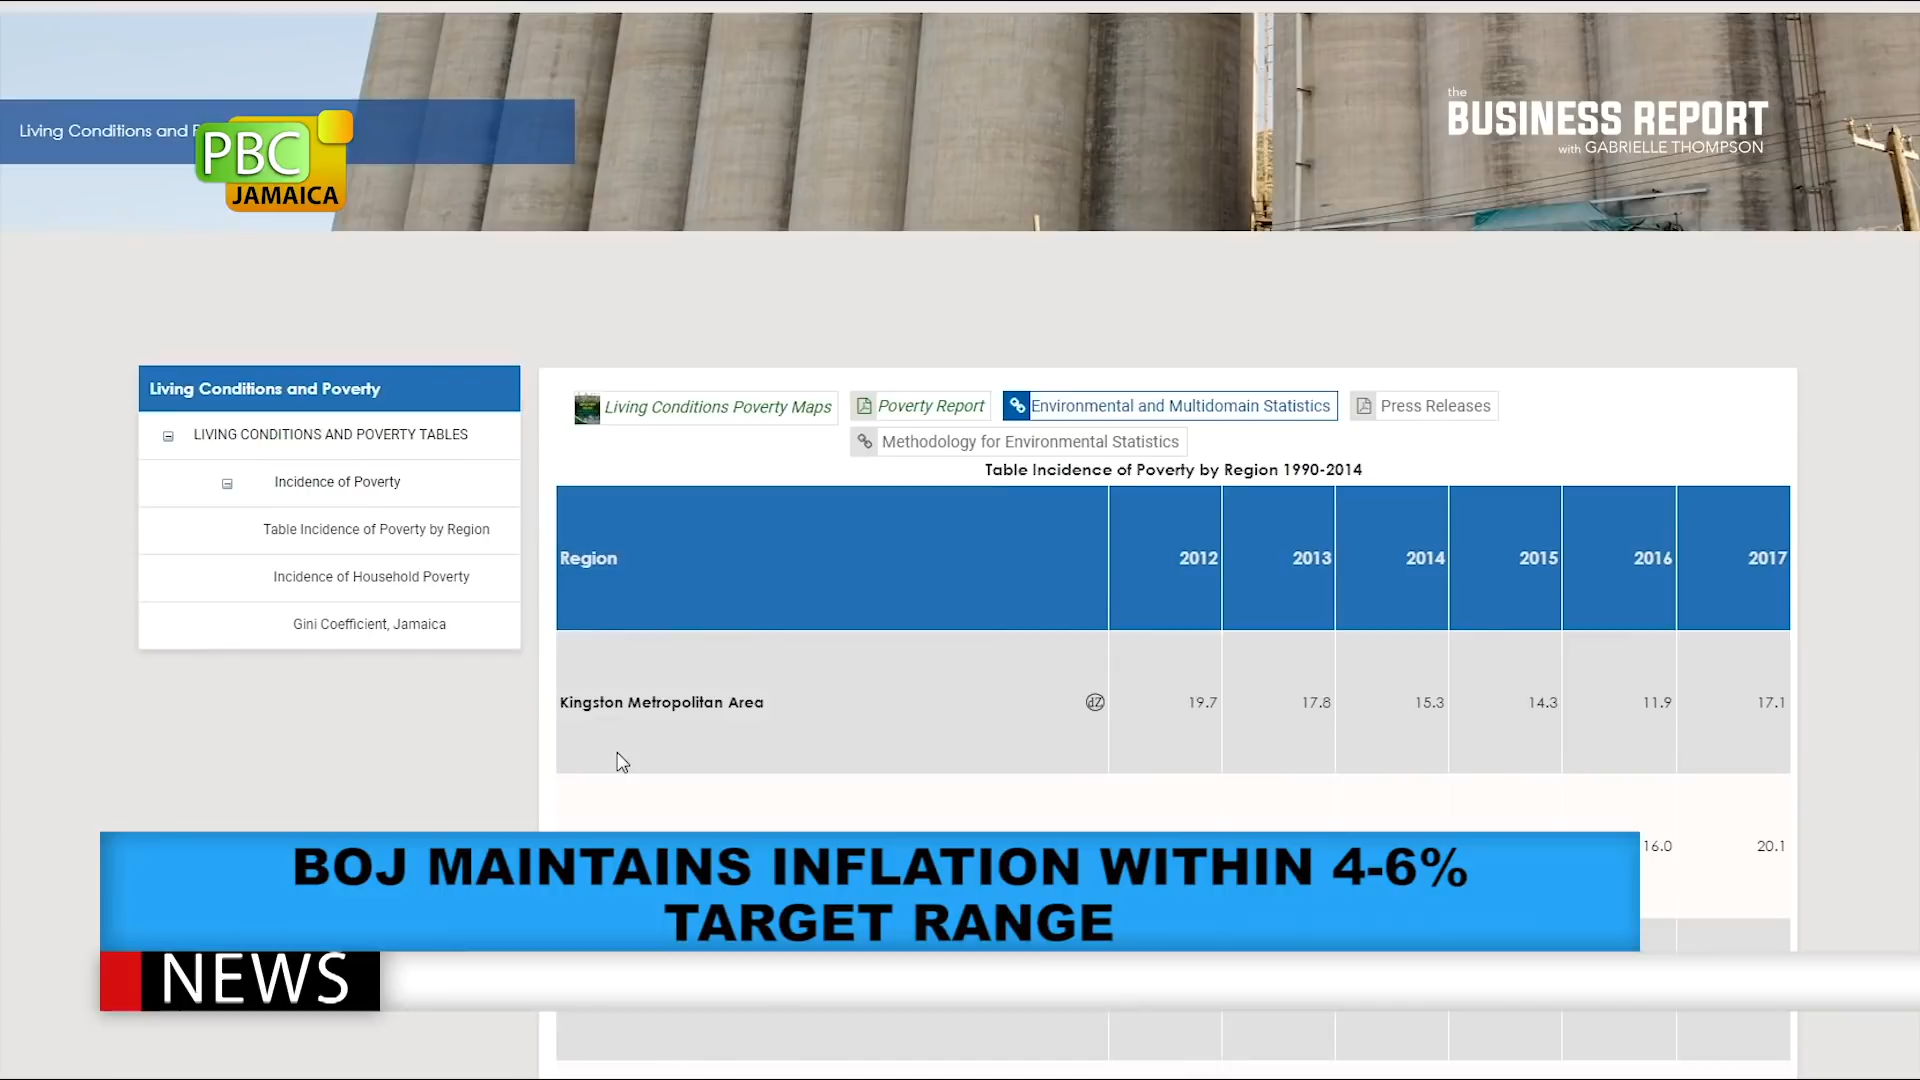 the
BUSINESS REPORT
with GABRIELLE THOMPSON
Living Conditions and P
PBC
JAMAICA
Living Conditions and Poverty
LIVING CONDITIONS AND POVERTY TABLES
Incidence of Poverty
Table Incidence of Poverty by Region
Incidence of Household Poverty
Gini Coefficient, Jamaica
Living Conditions Poverty Maps
Poverty Report
Environmental and Multidomain Statistics
Press Releases
Methodology for Environmental Statistics
Table Incidence of Poverty by Region 1990-2014
Region 2012 2013 2014 2015 2016 2017
Kingston Metropolitan Area 19.7 17.8 15.3 14.3 11.9 17.1
16.0 20.1
BOJ MAINTAINS INFLATION WITHIN 4-6%
TARGET RANGE
NEWS